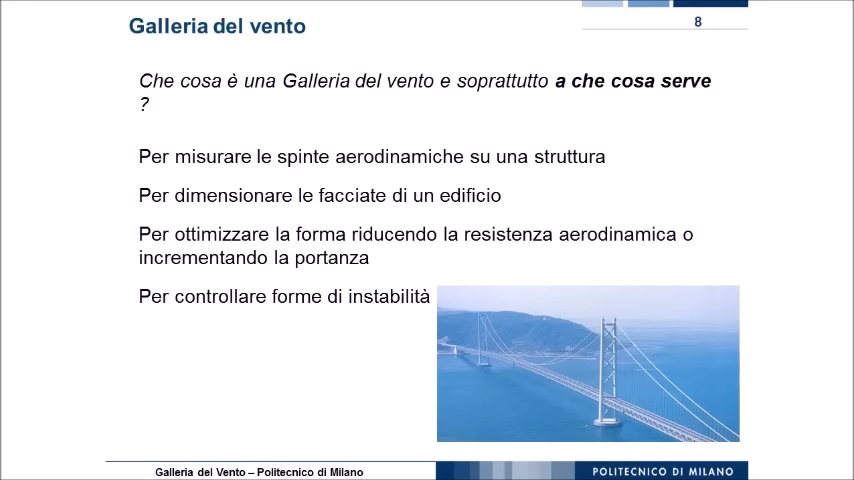 Galleria del vento
8
Che cosa è una Galleria del vento e soprattutto a che cosa serve
?
Per misurare le spinte aerodinamiche su una struttura
Per dimensionare le facciate di un edificio
Per ottimizzare la forma riducendo la resistenza aerodinamica o
incrementando la portanza
Per controllare forme di instabilità
Galleria del Vento – Politecnico di Milano
POLITECNICO DI MILANO